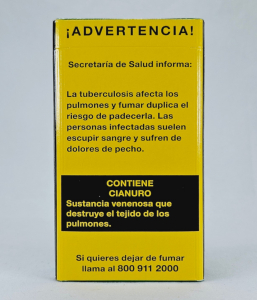 ¡ADVERTENCIA!
Secretaría de Salud informa:
La tuberculosis afecta los
pulmones y fumar duplica el
riesgo de padecerla. Las
personas infectadas suelen
escupir sangre y sufren de
dolores de pecho.
CONTIENE
CIANURO
Sustancia venenosa que
destruye el tejido de los
pulmones.
Si quieres dejar de fumar
llama al 800 911 2000